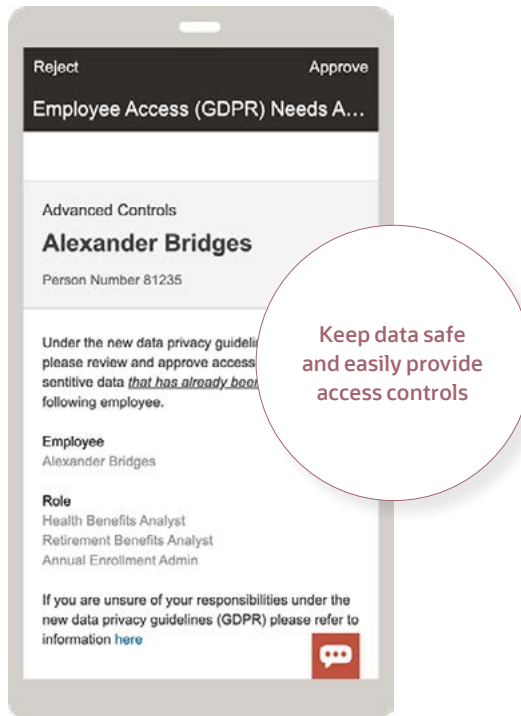 Reject Approve
Employee Access (GDPR) Needs A...
Advanced Controls
Alexander Bridges
Person Number 81235
Under the new data privacy
please review and approve access
sentitive data that has already
following employee.
Employee
Alexander Bridges
Role
Health Benefits Analyst
Retirement Benefits Analyst
Annual Enrollment Admin
If you are unsure of your responsibilities under the
new data privacy guidelines (GDPR) please refer to
information here
Keep data safe
and easily provide
access controls